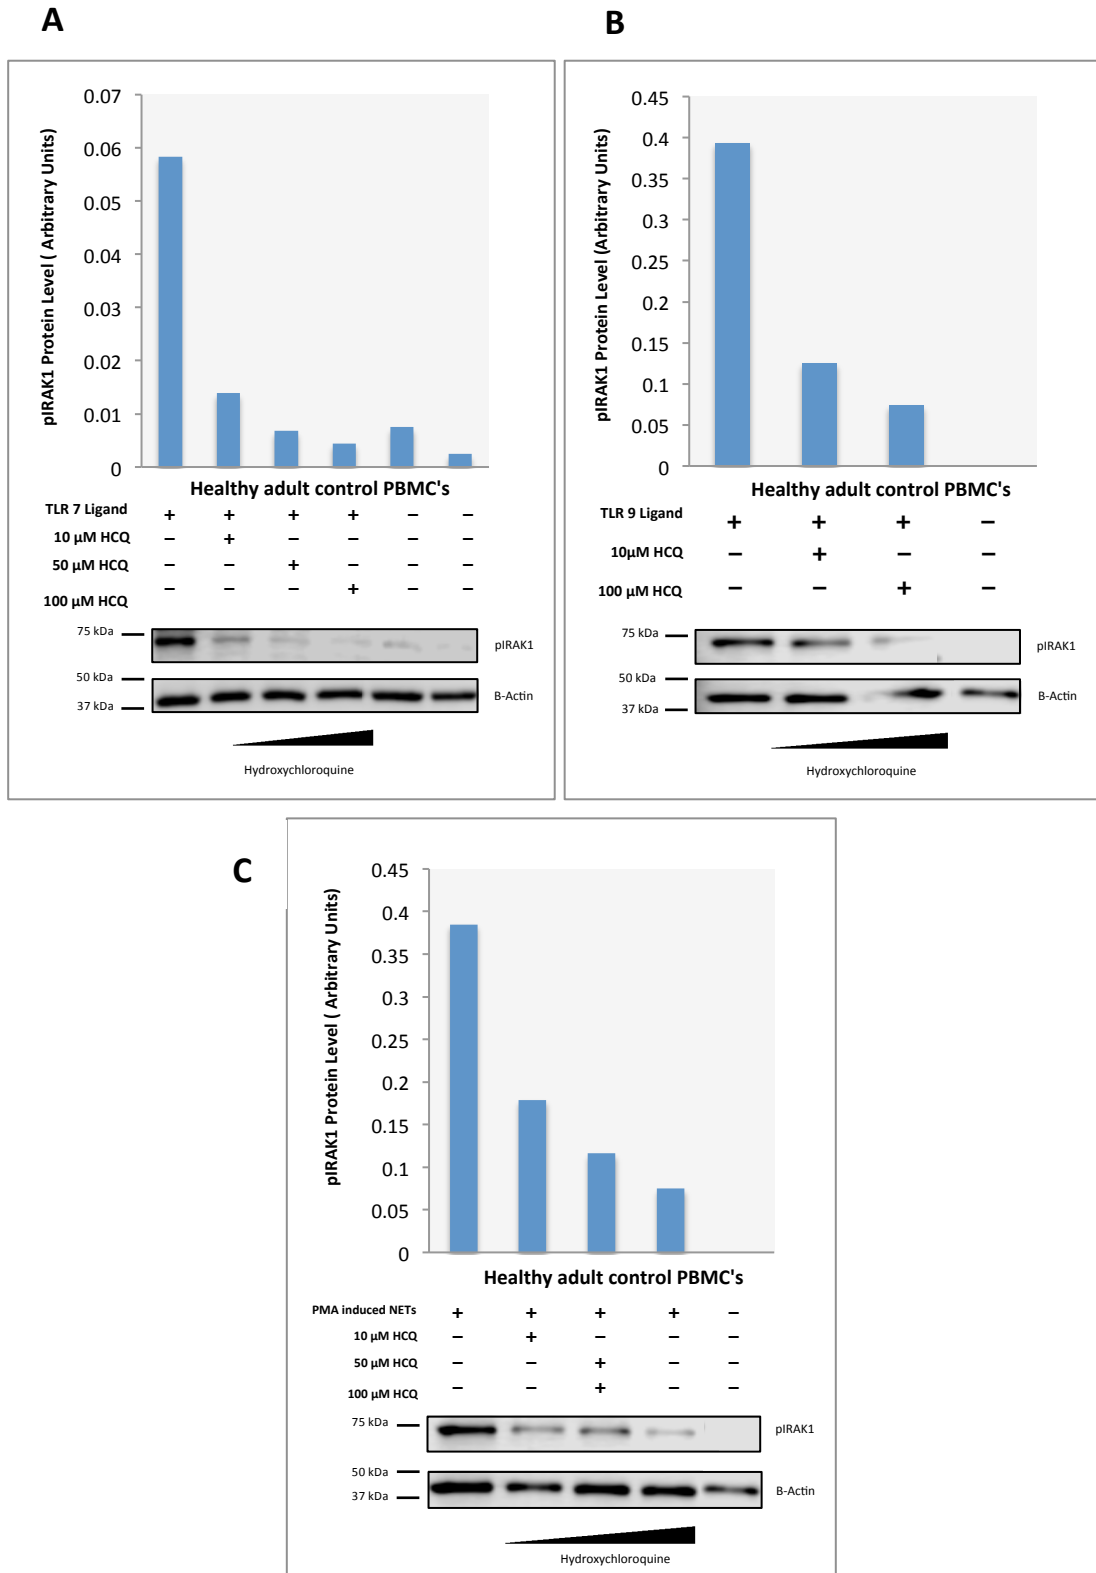 A
pIRAK1 Protein Level ( Arbitrary Units)
0.07
0.06
0.05
0.04
0.03
0.02
0.01
0
Healthy adult control PBMC's
TLR 7 Ligand + + + + – –
10 µM HCQ – + – – – –
50 µM HCQ – – + – – –
100 µM HCQ – – – + – –
75 kDa
pIRAK1
50 kDa
37 kDa
B-Actin
Hydroxychloroquine
B
pIRAK1 Protein Level (Arbitrary Units)
0.45
0.4
0.35
0.3
0.25
0.2
0.15
0.1
0.05
0
Healthy adult control PBMC's
TLR 9 Ligand + + + –
10µM HCQ – + – –
100 µM HCQ – – + –
75 kDa
pIRAK1
50 kDa
37 kDa
B-Actin
Hydroxychloroquine
C
pIRAK1 Protein Level ( Arbitrary Units)
0.45
0.4
0.35
0.3
0.25
0.2
0.15
0.1
0.05
0
Healthy adult control PBMC's
PMA induced NETs + + + + –
10 µM HCQ – + – – –
50 µM HCQ – – + – –
100 µM HCQ – – + – –
75 kDa
pIRAK1
50 kDa
37 kDa
B-Actin
Hydroxychloroquine